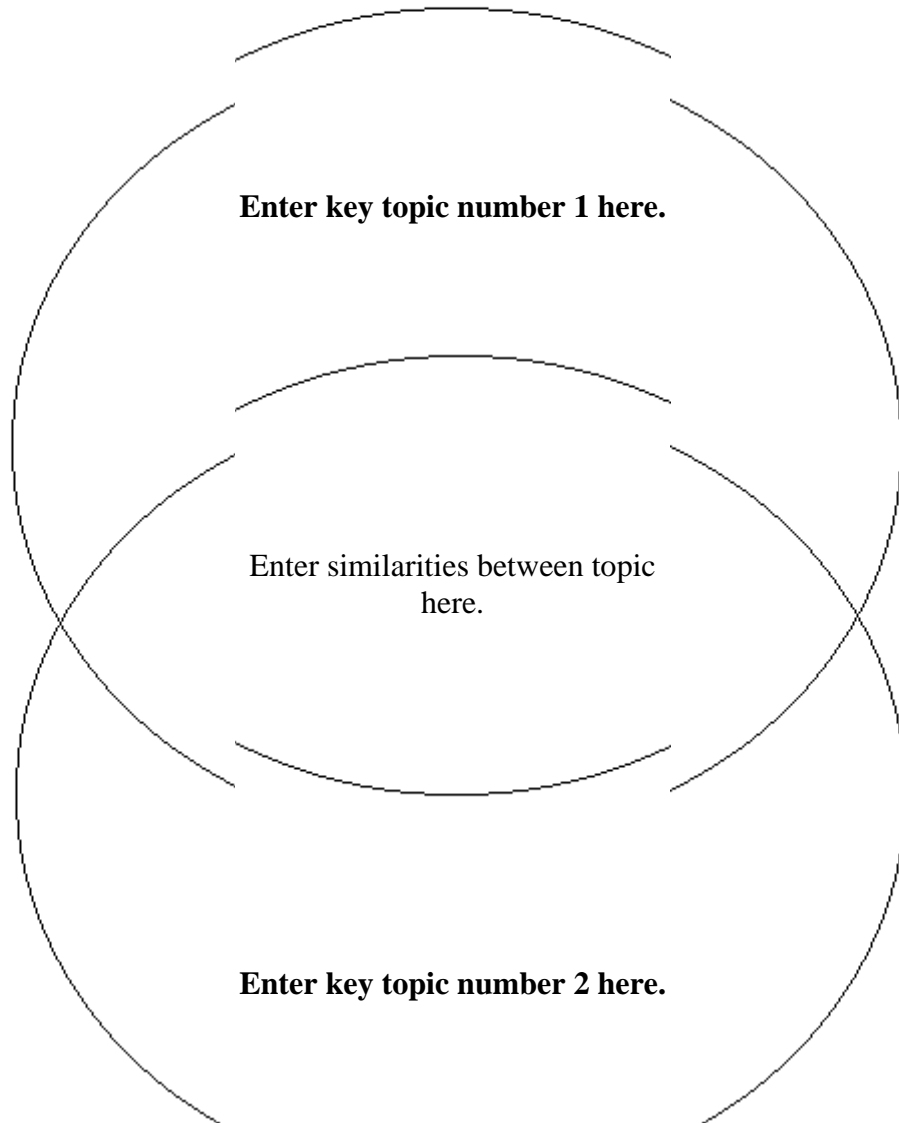 Enter key topic number 1 here.
Enter similarities between topic
here.
Enter key topic number 2 here.